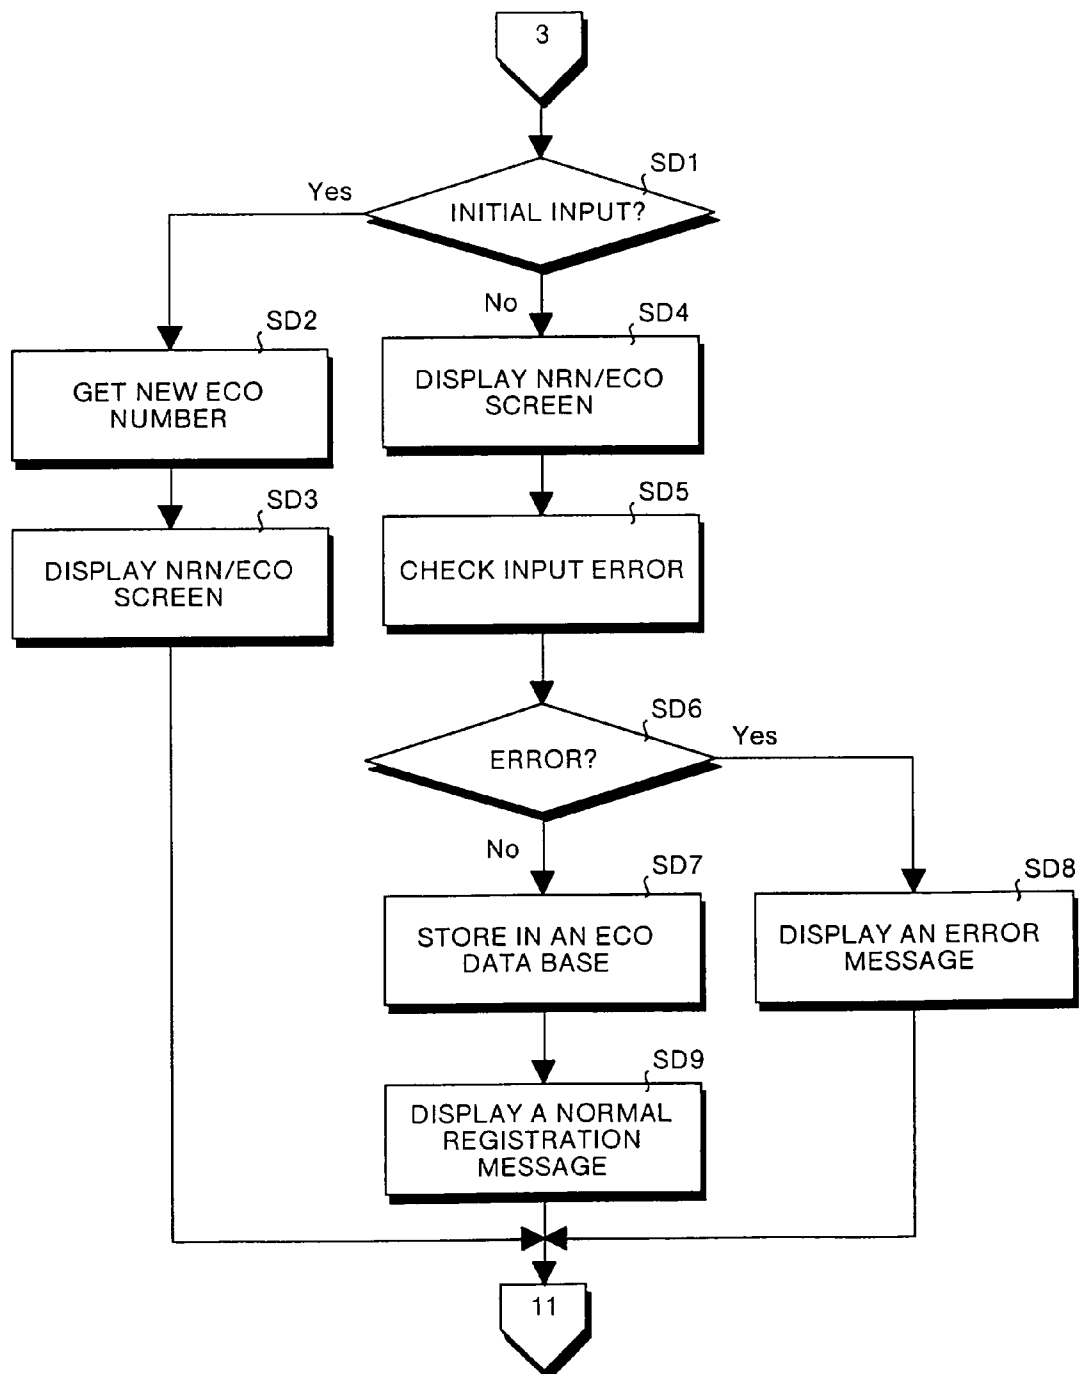 3
SD1
Yes
INITIAL INPUT?
No
SD2
SD4
GET NEW ECO
NUMBER
DISPLAY NRN/ECO
SCREEN
SD3
SD5
DISPLAY NRN/ECO
SCREEN
CHECK INPUT ERROR
SD6
Yes
ERROR?
No
SD7
SD8
STORE IN AN ECO
DATA BASE
DISPLAY AN ERROR
MESSAGE
SD9
DISPLAY A NORMAL
REGISTRATION
MESSAGE
11